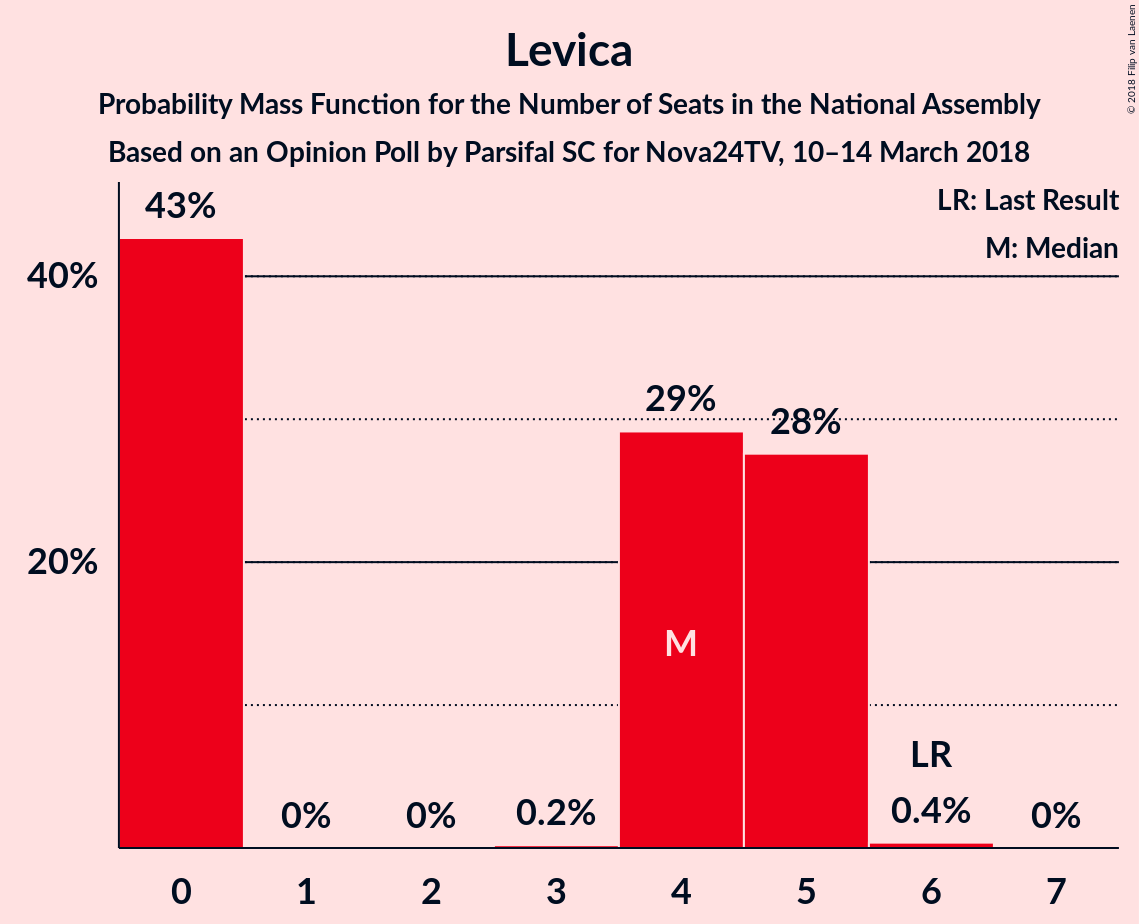 Levica
Probability Mass Function for the Number of Seats in the National Assembly
Based on an Opinion Poll by Parsifal SC for Nova24TV, 10–14 March 2018
© 2018 Filip van Laenen
LR: Last Result
M: Median
43%
40%
29%
28%
20%
M
LR
0%
0%
0.2%
0.4%
0%
0 1 2 3 4 5 6 7